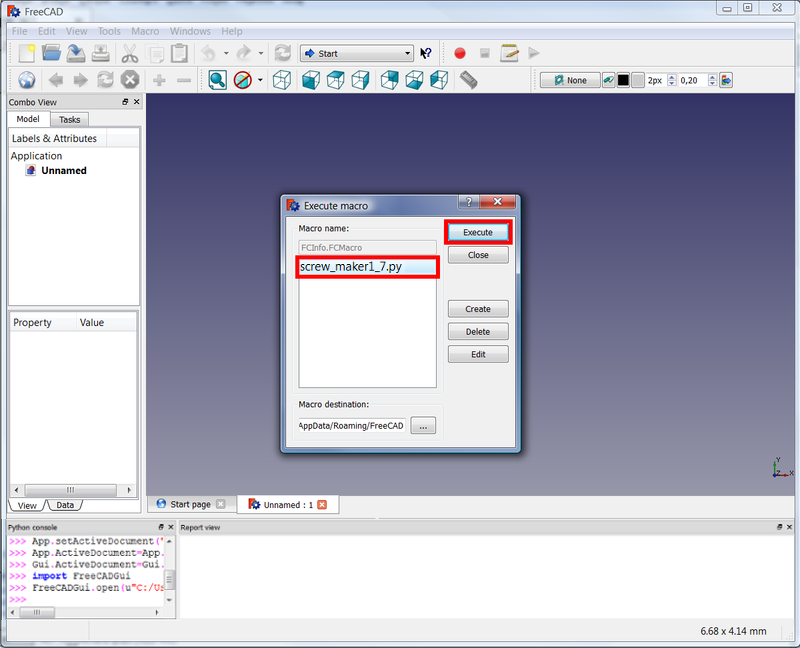 FreeCAD
File Edit View Tools Macro Windows Help
Start
None 2px 0,20
Combo View
Model Tasks
Labels & Attributes
Application
Unnamed
Property Value
View Data
Execute macro
Macro name:
FCInfo.FCMacro
screw_maker1_7.py
Execute
Close
Create
Delete
Edit
Macro destination:
AppData/Roaming/FreeCAD ...
Y
Z X
Start page Unnamed : 1
Python console
>>> App.setActiveDocument("
>>> App.ActiveDocument=App.
>>> Gui.ActiveDocument=Gui.
>>> import FreeCADGui
>>> FreeCADGui.open(u"C:/Us
>>>
Report view
6.68 x 4.14 mm